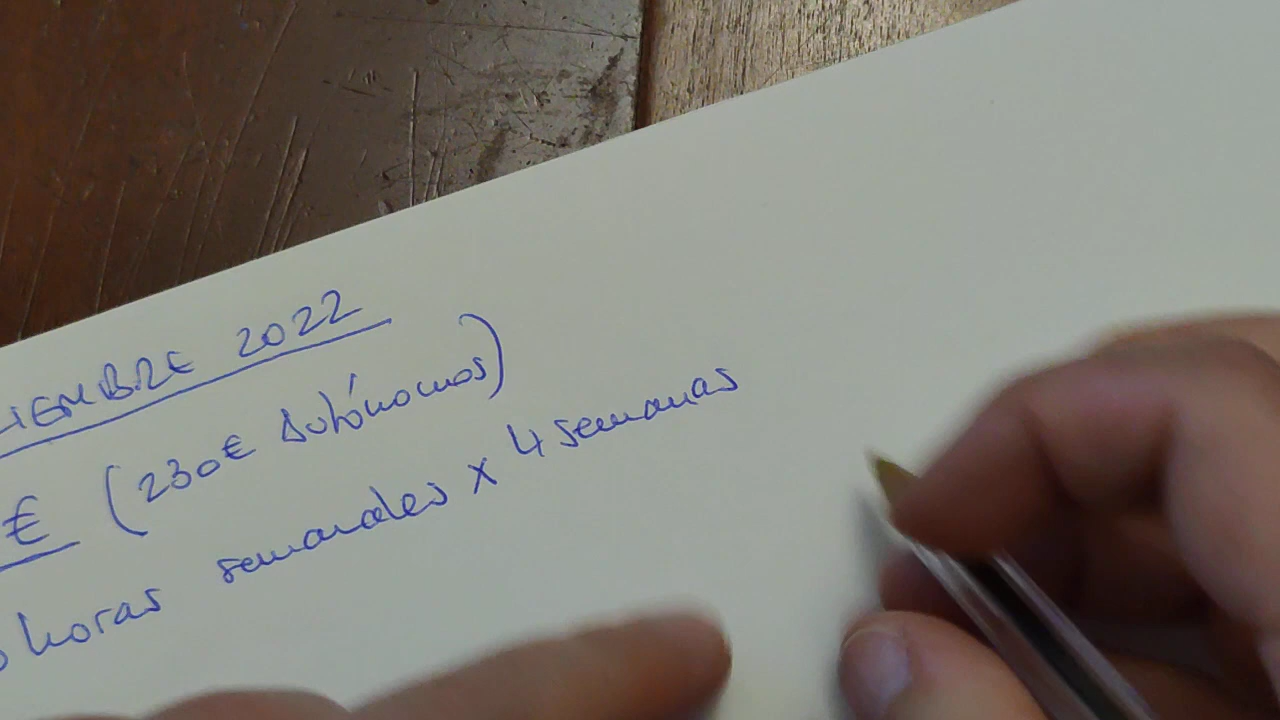 2022
€ (230€ Autónomos)
horas semanales x 4 semanas